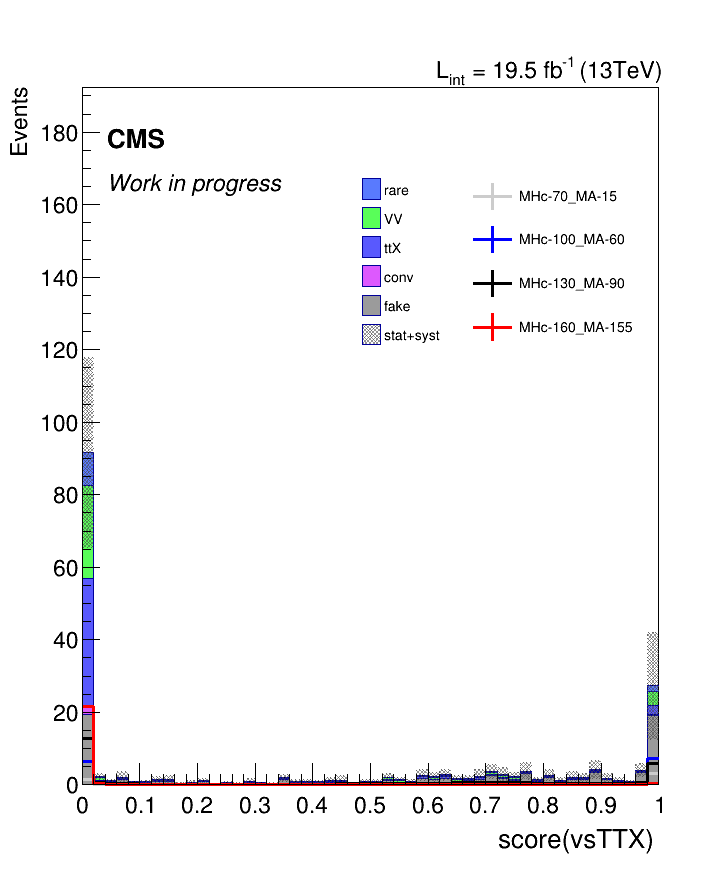 L_int = 19.5 fb^-1 (13TeV)
Events
CMS
Work in progress
rare
VV
ttX
conv
fake
stat+syst
MHc-70_MA-15
MHc-100_MA-60
MHc-130_MA-90
MHc-160_MA-155
180
160
140
120
100
80
60
40
20
0
0 0.1 0.2 0.3 0.4 0.5 0.6 0.7 0.8 0.9 1
score(vsTTX)